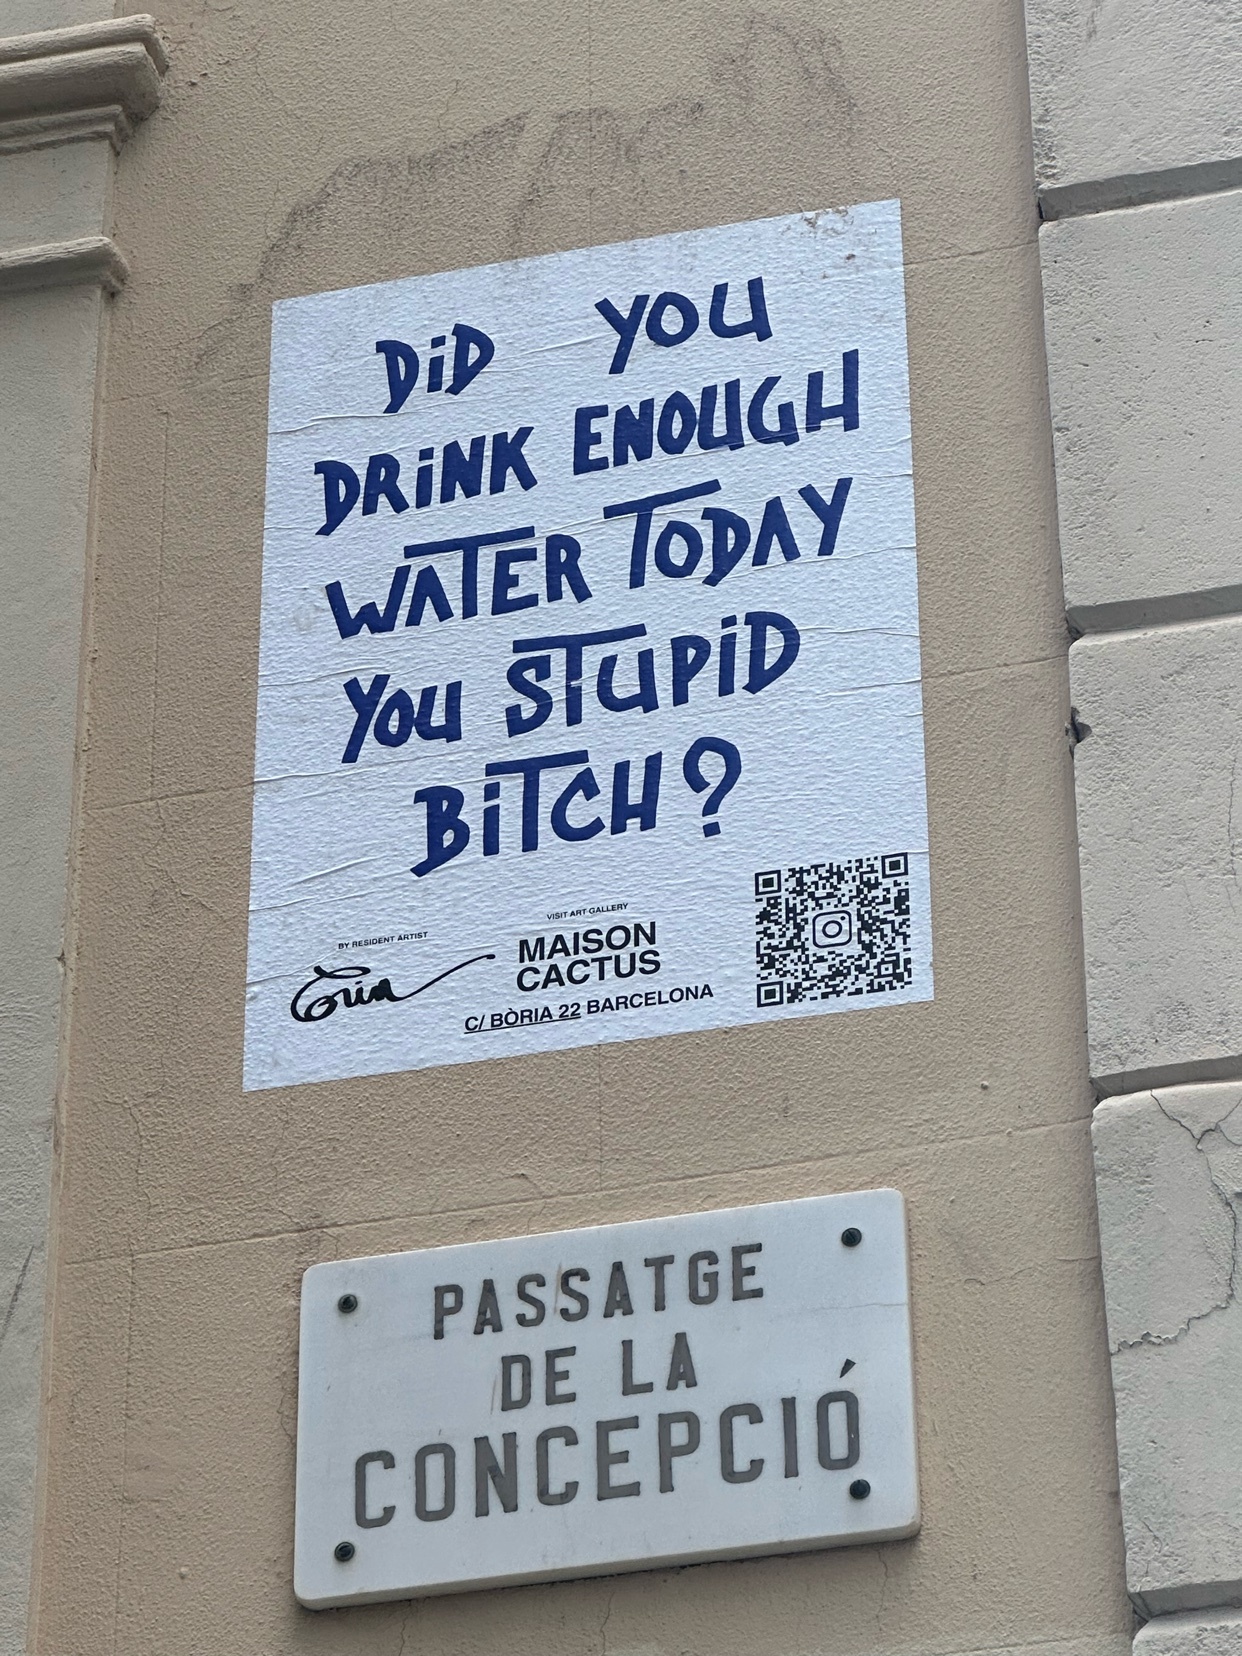 DiD YOU
DRiNK ENOUGH
WATER TODAY
YOU STUPiD
BiTCH?
BY RESIDENT ARTIST
VISIT ART GALLERY
MAISON
CACTUS
C/ BÒRIA 22 BARCELONA
PASSATGE
DE LA
CONCEPCIÓ